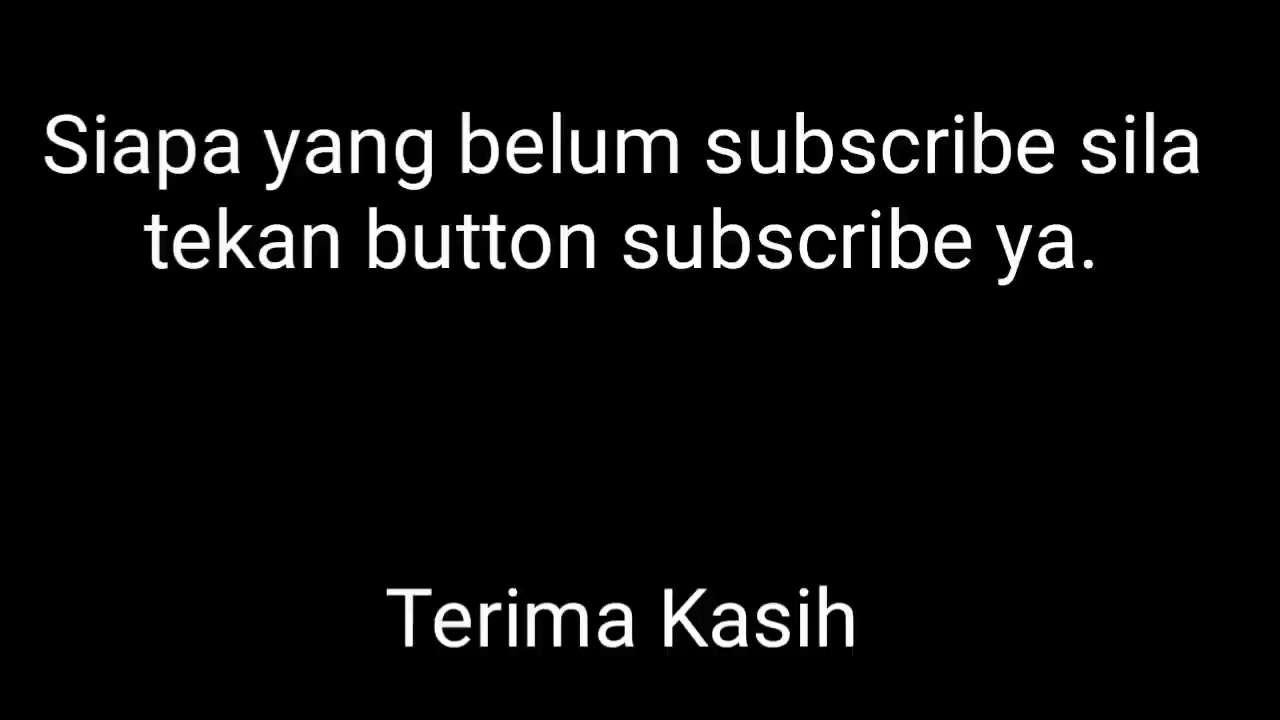 Siapa yang belum subscribe sila
tekan button subscribe ya.
Terima Kasih